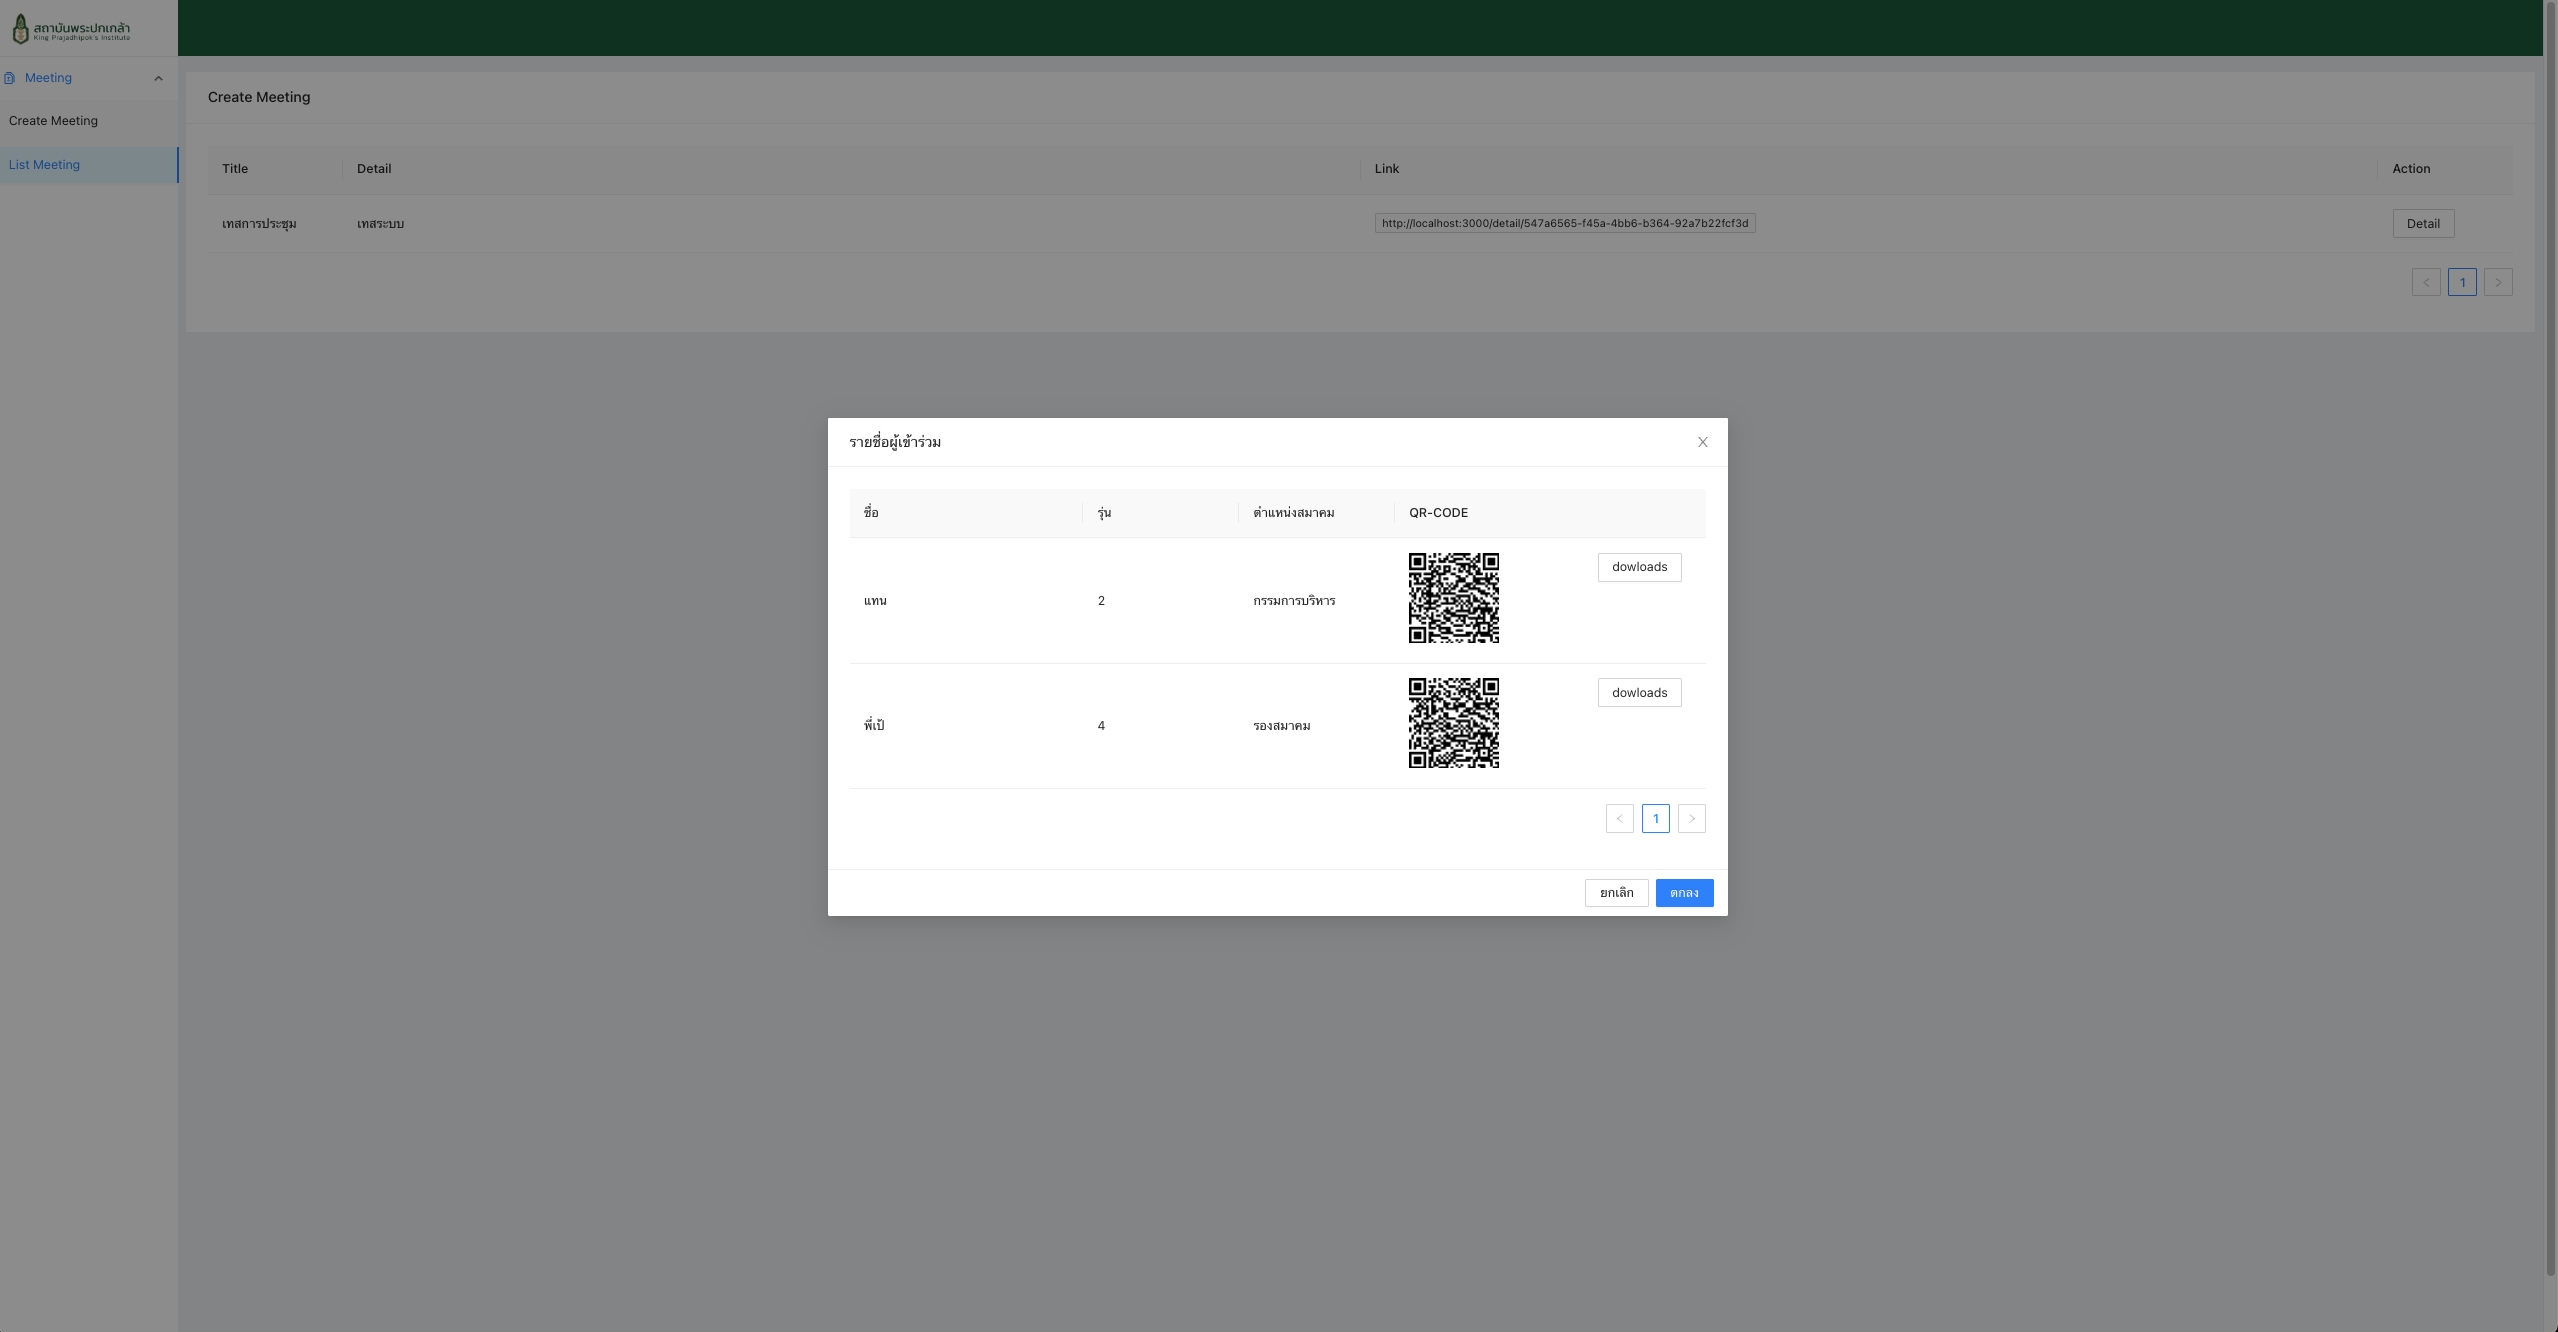 สถาบันพระปกเกล้า
King Prajadhipok's Institute
Meeting
Create Meeting
List Meeting
Create Meeting
Title Detail Link Action
เทสการประชุม เทสระบบ http://localhost:3000/detail/547a6565-f45a-4bb6-b364-92a7b22fcf3d Detail
< 1 >
รายชื่อผู้เข้าร่วม
ชื่อ รุ่น ตำแหน่งสมาคม QR-CODE
แทน 2 กรรมการบริหาร dowloads
พี่เป้ 4 รองสมาคม dowloads
< 1 >
ยกเลิก ตกลง